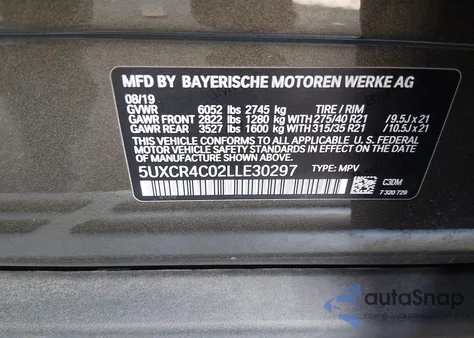 MFD BY BAYERISCHE MOTOREN WERKE AG
08/19
GVWR 6052 lbs 2745 kg TIRE / RIM
GAWR FRONT 2822 lbs 1280 kg WITH 275/40 R21 /9.5J x 21
GAWR REAR 3527 lbs 1600 kg WITH 315/35 R21 /10.5J x 21
THIS VEHICLE CONFORMS TO ALL APPLICABLE U.S. FEDERAL
MOTOR VEHICLE SAFETY STANDARDS IN EFFECT ON THE
DATE OF MANUFACTURE SHOWN ABOVE.
5UXCR4C02LLE30297 TYPE: MPV
C3DM
7 320 729
autoSnap